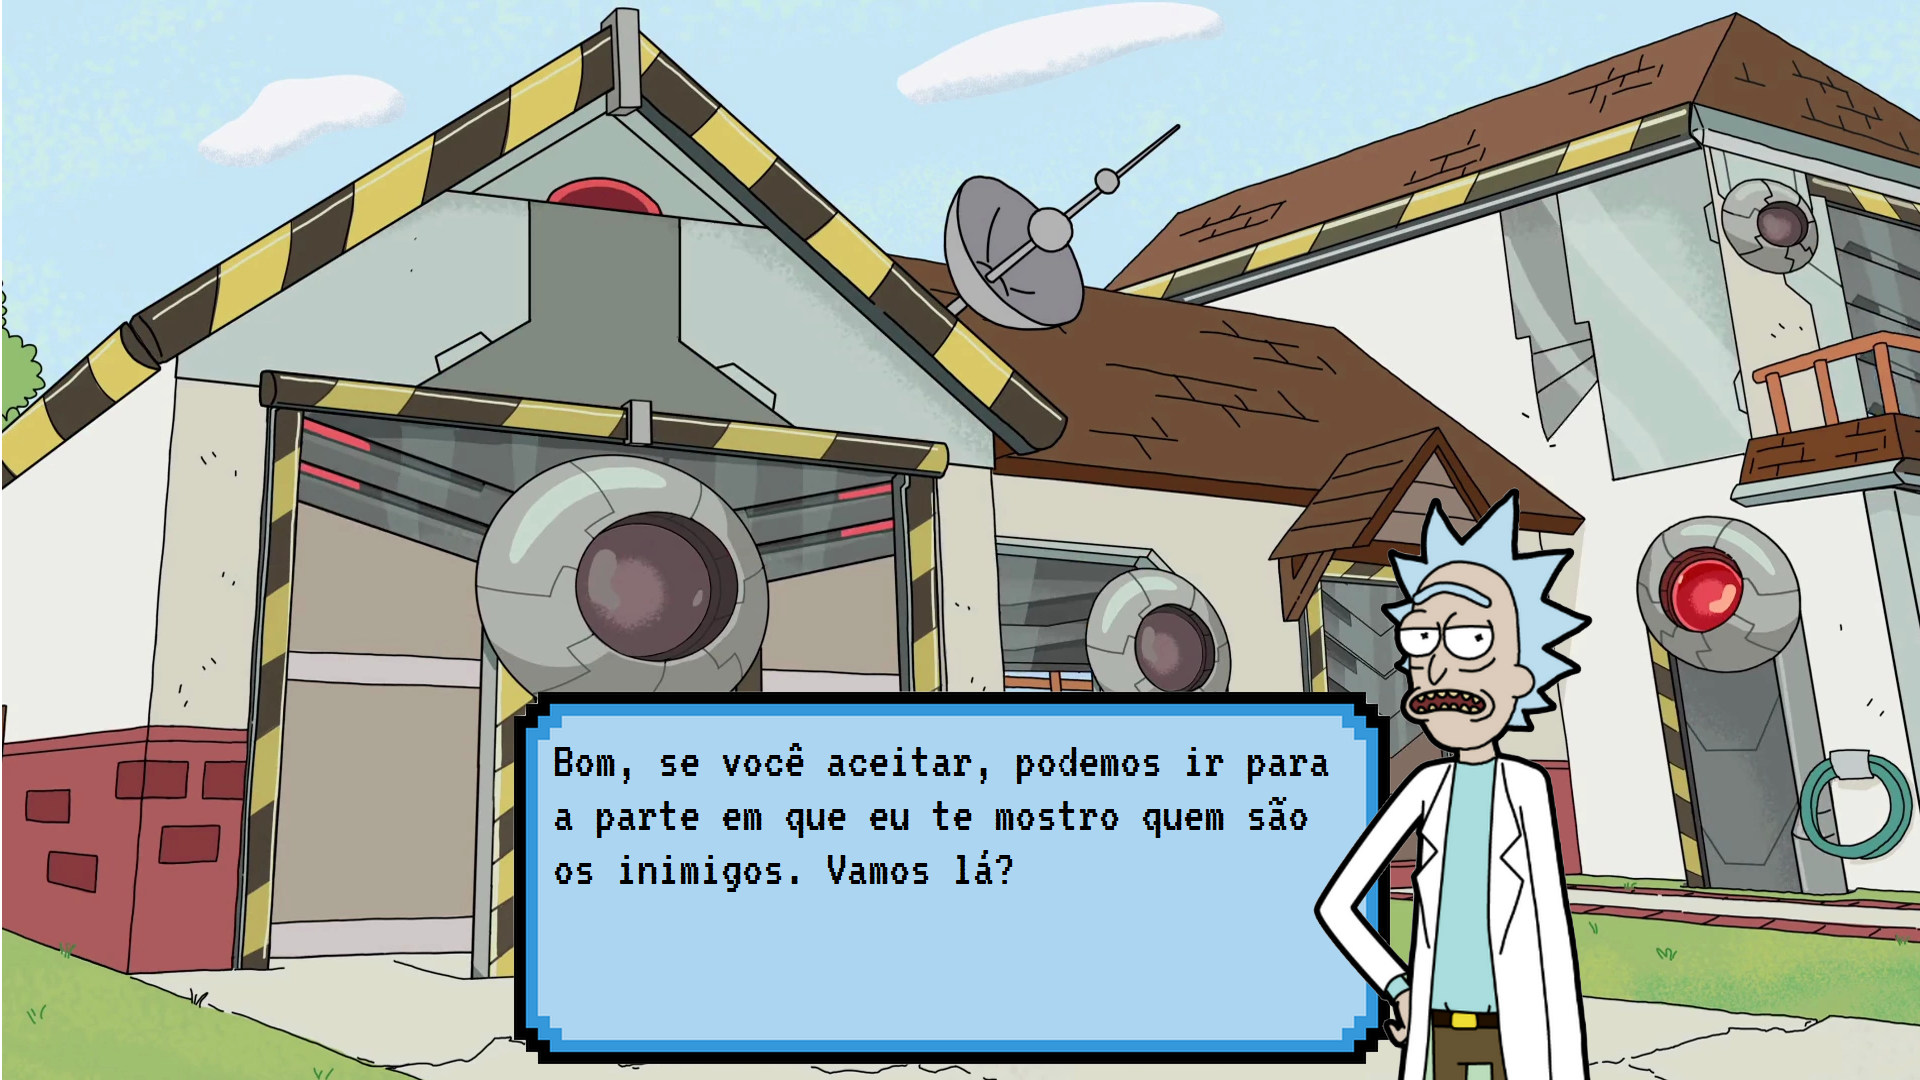 Bom, se você aceitar, podemos ir para
a parte em que eu te mostro quem são
os inimigos. Vamos lá?